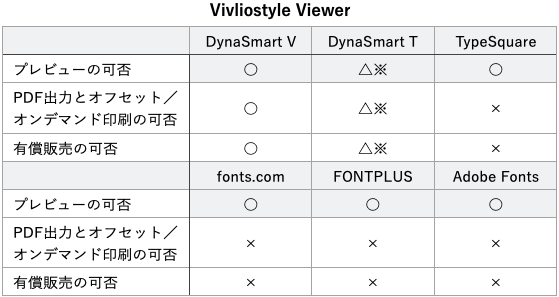 Vivliostyle Viewer
DynaSmart V DynaSmart T TypeSquare
プレビューの可否 ○ △※ ○
PDF出力とオフセット／
オンデマンド印刷の可否 ○ △※ ×
有償販売の可否 ○ △※ ×
fonts.com FONTPLUS Adobe Fonts
プレビューの可否 ○ ○ ○
PDF出力とオフセット／
オンデマンド印刷の可否 × × ×
有償販売の可否 × × ×